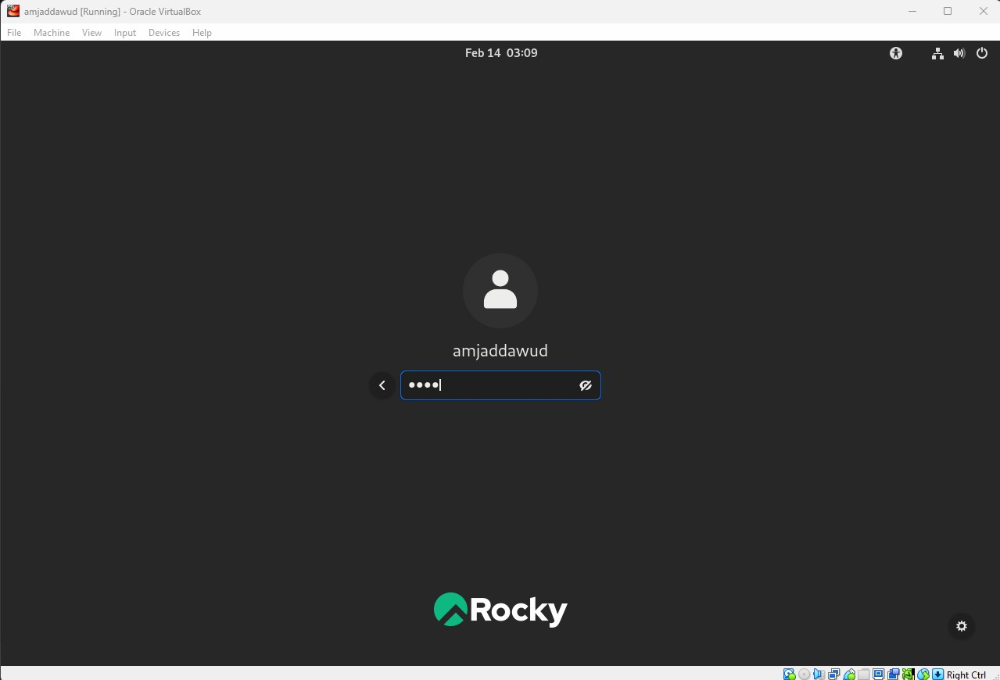 amjaddawud [Running] - Oracle VirtualBox
File Machine View Input Devices Help
Feb 14 03:09
amjaddawud
●●●●
Rocky
Right Ctrl